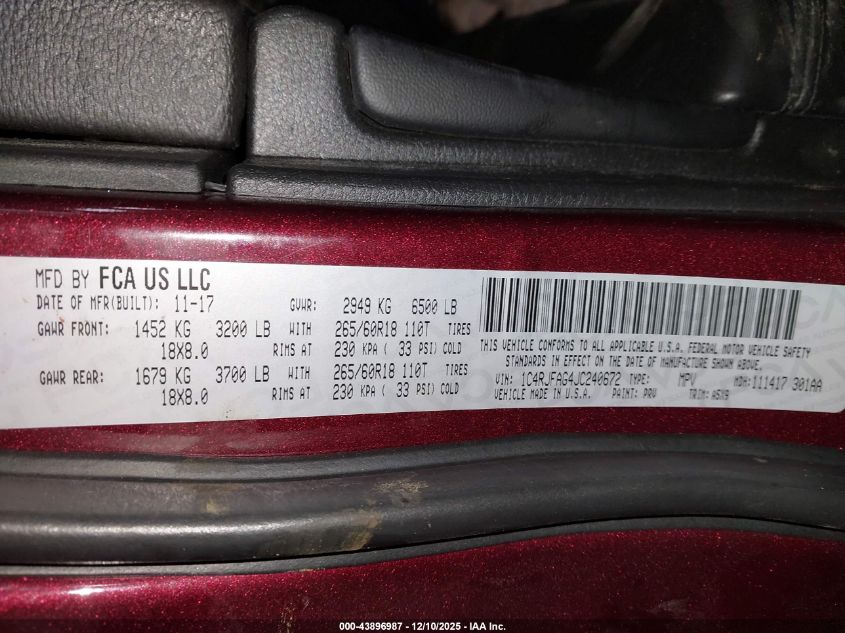 MFD BY FCA US LLC
DATE OF MFR(BUILT): 11-17 GVWR: 2949 KG 6500 LB
GAWR FRONT: 1452 KG 3200 LB WITH 265/60R18 110T TIRES
18X8.0 RIMS AT 230 KPA ( 33 PSI) COLD
GAWR REAR: 1679 KG 3700 LB WITH 265/60R18 110T TIRES
18X8.0 RIMS AT 230 KPA ( 33 PSI) COLD
THIS VEHICLE CONFORMS TO ALL APPLICABLE U.S.A. FEDERAL MOTOR VEHICLE SAFETY
STANDARDS IN EFFECT ON THE DATE OF MANUFACTURE SHOWN ABOVE.
VIN: 1C4RJFAG4JC240672 TYPE: MPV MDH: 111417 301AA
VEHICLE MADE IN U.S.A. PAINT: PRV TRIM: A5X9
000-43896987 - 12/10/2025 - IAA Inc.